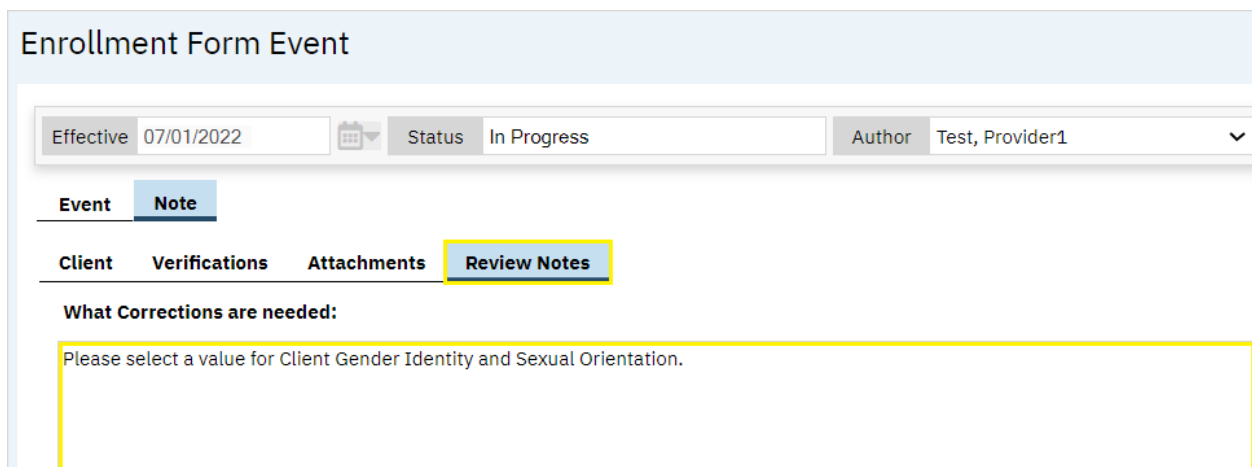 Enrollment Form Event
Effective 07/01/2022 Status In Progress Author Test, Provider1
Event Note
Client Verifications Attachments Review Notes
What Corrections are needed:
Please select a value for Client Gender Identity and Sexual Orientation.